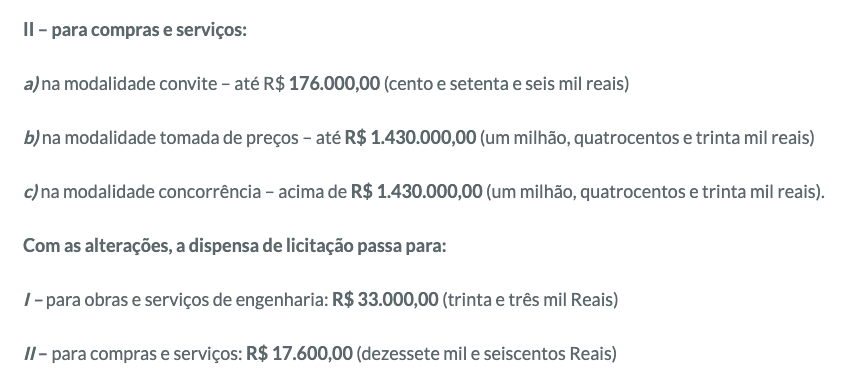 II – para compras e serviços:
a) na modalidade convite – até R$ 176.000,00 (cento e setenta e seis mil reais)
b) na modalidade tomada de preços – até R$ 1.430.000,00 (um milhão, quatrocentos e trinta mil reais)
c) na modalidade concorrência – acima de R$ 1.430.000,00 (um milhão, quatrocentos e trinta mil reais).
Com as alterações, a dispensa de licitação passa para:
I – para obras e serviços de engenharia: R$ 33.000,00 (trinta e três mil Reais)
II – para compras e serviços: R$ 17.600,00 (dezessete mil e seiscentos Reais)